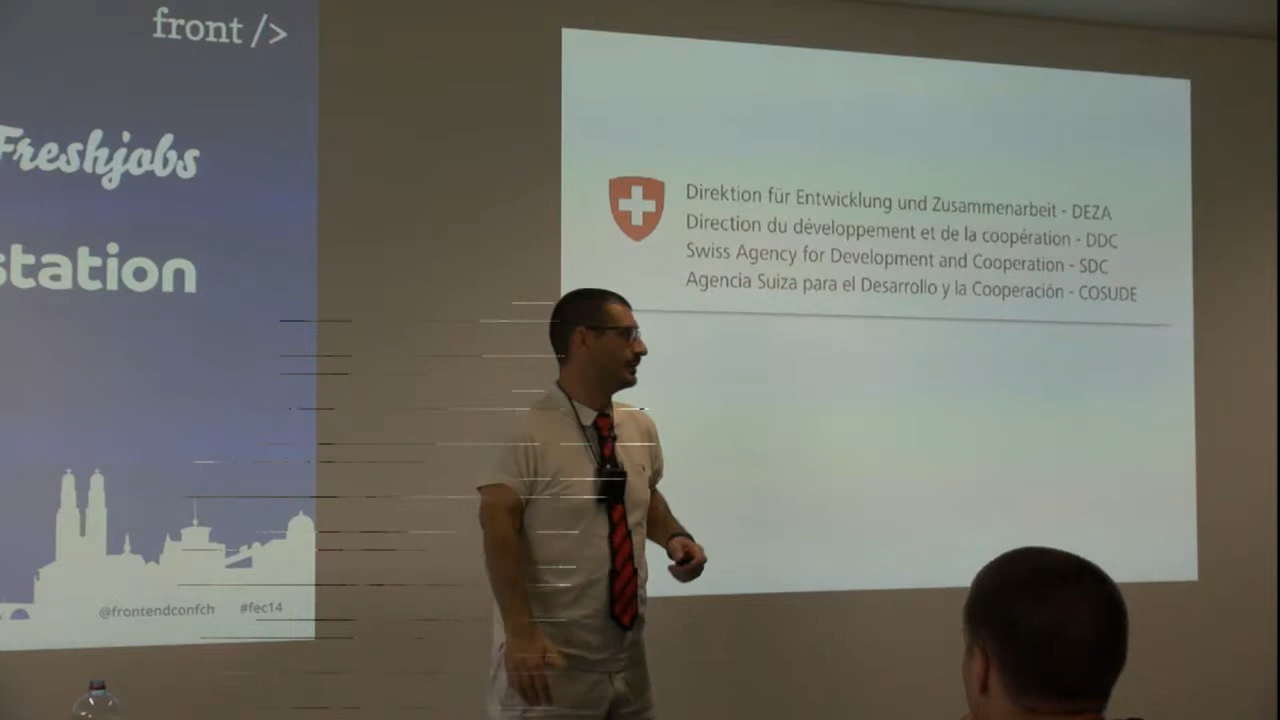 front />
Freshjobs
station
@frontendconfch #fec14
Direktion für Entwicklung und Zusammenarbeit - DEZA
Direction du développement et de la coopération - DDC
Swiss Agency for Development and Cooperation - SDC
Agencia Suiza para el Desarrollo y la Cooperación - COSUDE